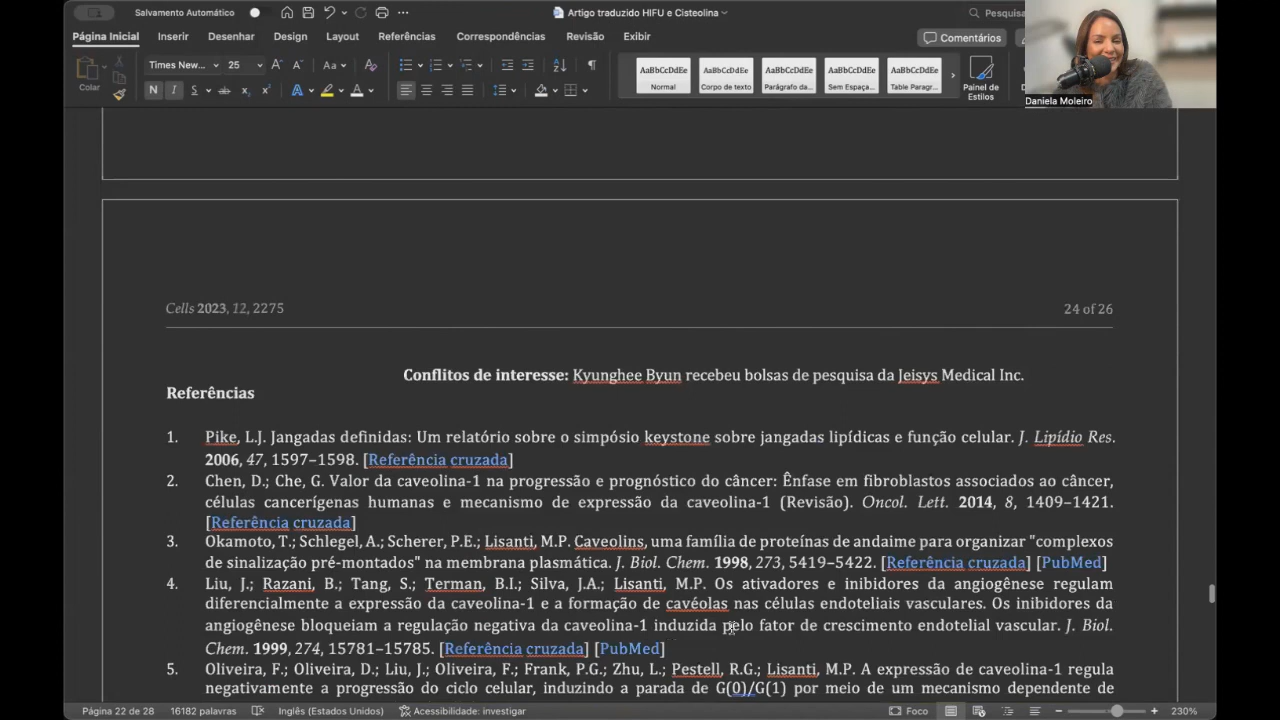 Salvamento Automático
Artigo traduzido HIFU e Cisteolina
Pesquisa
Página Inicial Inserir Desenhar Design Layout Referências Correspondências Revisão Exibir
Comentários
Colar
Times New... 25
N I S
AaBbCcDdEe AaBbCcDdEe AaBbCcDdEe AaBbCcDdEe AaBbCcDdEe
Normal Corpo de texto Parágrafo da... Sem Espaça... Table Paragr...
Painel de
Estilos
Daniela Moleiro
Cells 2023, 12, 2275 24 of 26
Conflitos de interesse: Kyunghee Byun recebeu bolsas de pesquisa da Jeisys Medical Inc.
Referências
1. Pike, L.J. Jangadas definidas: Um relatório sobre o simpósio keystone sobre jangadas lipídicas e função celular. J. Lipídio Res.
2006, 47, 1597–1598. [Referência cruzada]
2. Chen, D.; Che, G. Valor da caveolina-1 na progressão e prognóstico do câncer: Ênfase em fibroblastos associados ao câncer,
células cancerígenas humanas e mecanismo de expressão da caveolina-1 (Revisão). Oncol. Lett. 2014, 8, 1409–1421.
[Referência cruzada]
3. Okamoto, T.; Schlegel, A.; Scherer, P.E.; Lisanti, M.P. Caveolins, uma família de proteínas de andaime para organizar "complexos
de sinalização pré-montados" na membrana plasmática. J. Biol. Chem. 1998, 273, 5419–5422. [Referência cruzada] [PubMed]
4. Liu, J.; Razani, B.; Tang, S.; Terman, B.I.; Silva, J.A.; Lisanti, M.P. Os ativadores e inibidores da angiogênese regulam
diferencialmente a expressão da caveolina-1 e a formação de cavéolas nas células endoteliais vasculares. Os inibidores da
angiogênese bloqueiam a regulação negativa da caveolina-1 induzida pelo fator de crescimento endotelial vascular. J. Biol.
Chem. 1999, 274, 15781–15785. [Referência cruzada] [PubMed]
5. Oliveira, F.; Oliveira, D.; Liu, J.; Oliveira, F.; Frank, P.G.; Zhu, L.; Pestell, R.G.; Lisanti, M.P. A expressão de caveolina-1 regula
negativamente a progressão do ciclo celular, induzindo a parada de G(0)/G(1) por meio de um mecanismo dependente de
Página 22 de 28 16182 palavras Inglês (Estados Unidos) Acessibilidade: investigar Foco 230%